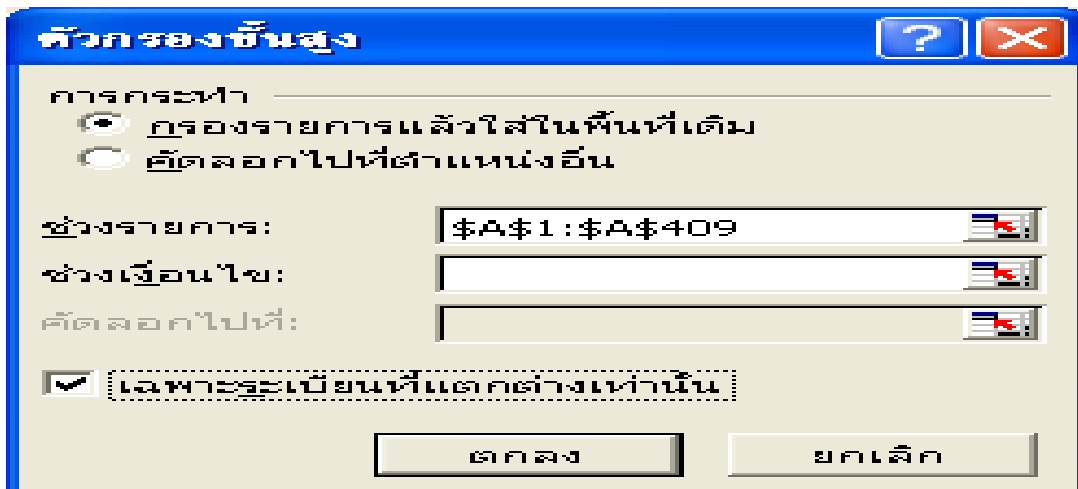 ตัวกรองขั้นสูง
การกระทำ
กรองรายการแล้วใส่ในพื้นที่เดิม
คัดลอกไปที่ตำแหน่งอื่น
ช่วงรายการ: $A$1:$A$409
ช่วงเงื่อนไข:
คัดลอกไปที่:
เฉพาะระเบียนที่แตกต่างเท่านั้น
ตกลง ยกเลิก